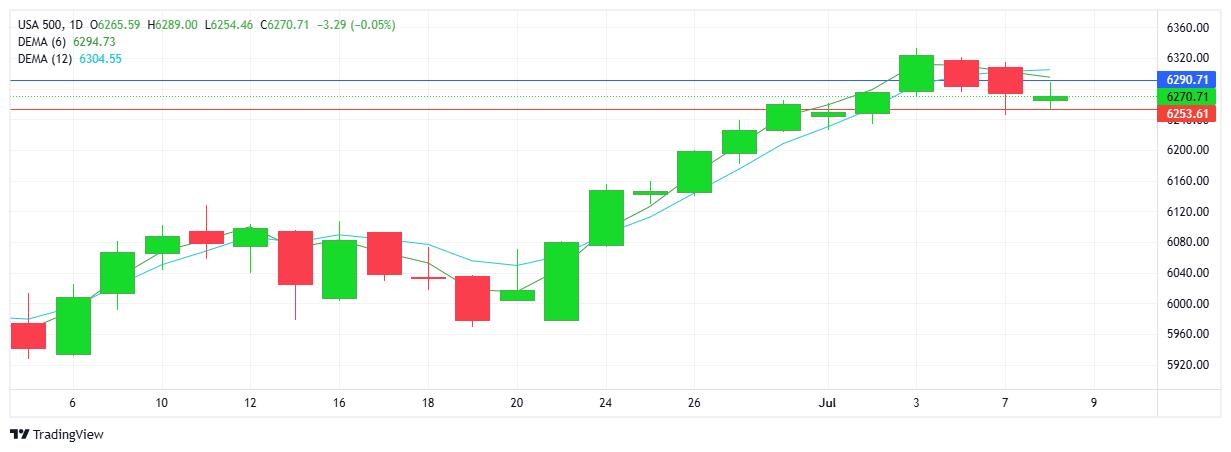 USA 500, 1D O6265.59 H6289.00 L6254.46 C6270.71 −3.29 (−0.05%)
DEMA (6) 6294.73
DEMA (12) 6304.55
6360.00
6320.00
6290.71
6270.71
6253.61
6200.00
6160.00
6120.00
6080.00
6040.00
6000.00
5960.00
5920.00
6 10 12 16 18 20 24 26 Jul 3 7 9
TradingView